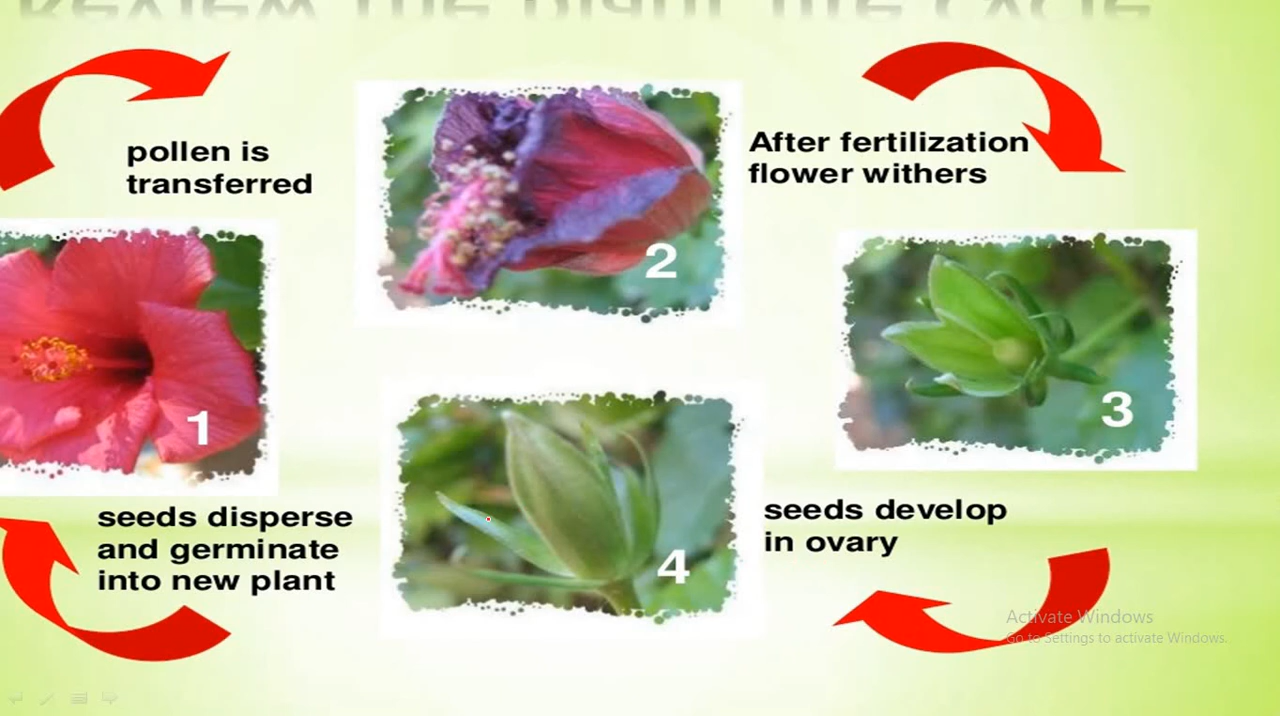 pollen is
transferred
After fertilization
flower withers
2
1
3
seeds disperse
and germinate
into new plant
seeds develop
in ovary
4
Activate Windows
Go to Settings to activate Windows.